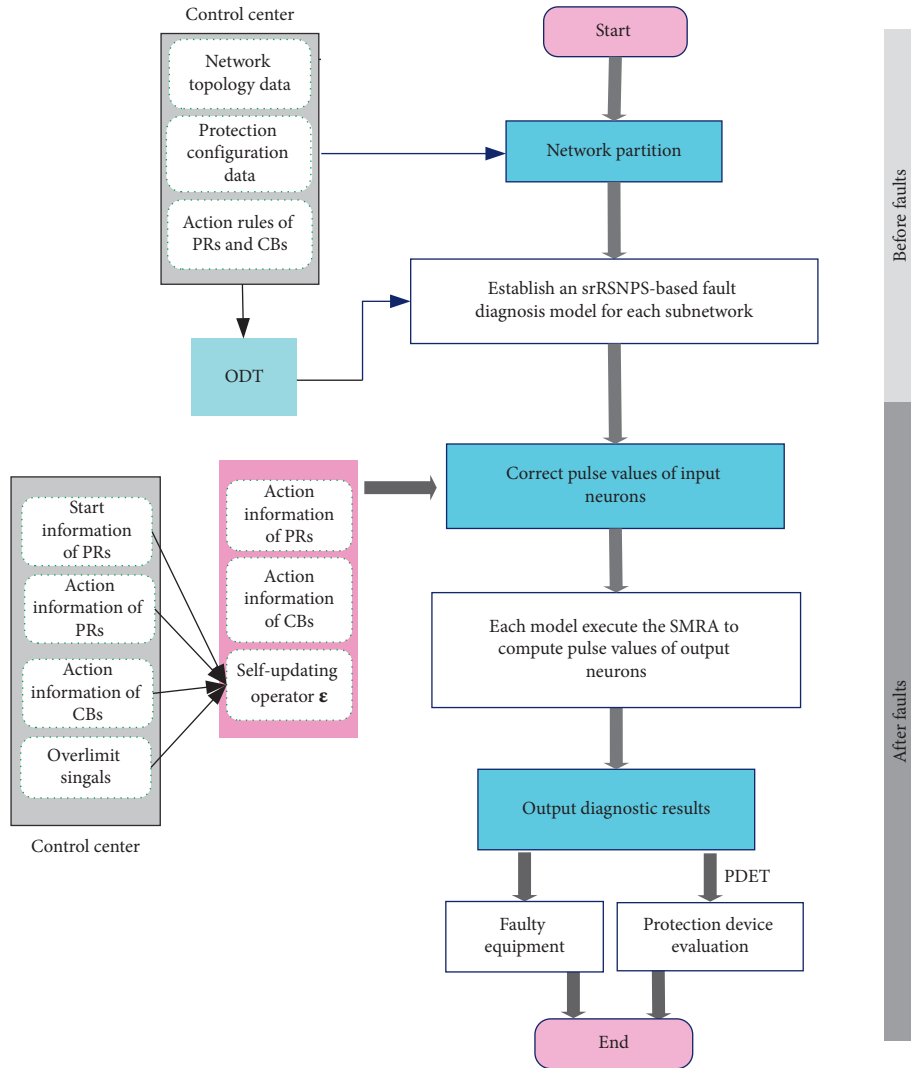 Control center
Network
topology data
Protection
configuration
data
Action rules of
PRs and CBs
ODT
Start
Network partition
Establish an srRSNPS-based fault
diagnosis model for each subnetwork
Before faults
Start
information
of PRs
Action
information of
PRs
Action
information of
CBs
Overlimit
singals
Control center
Action
information
of PRs
Action
information
of CBs
Self-updating
operator ε
Correct pulse values of input
neurons
Each model execute the SMRA to
compute pulse values of output
neurons
Output diagnostic results
PDET
Faulty
equipment
Protection device
evaluation
End
After faults